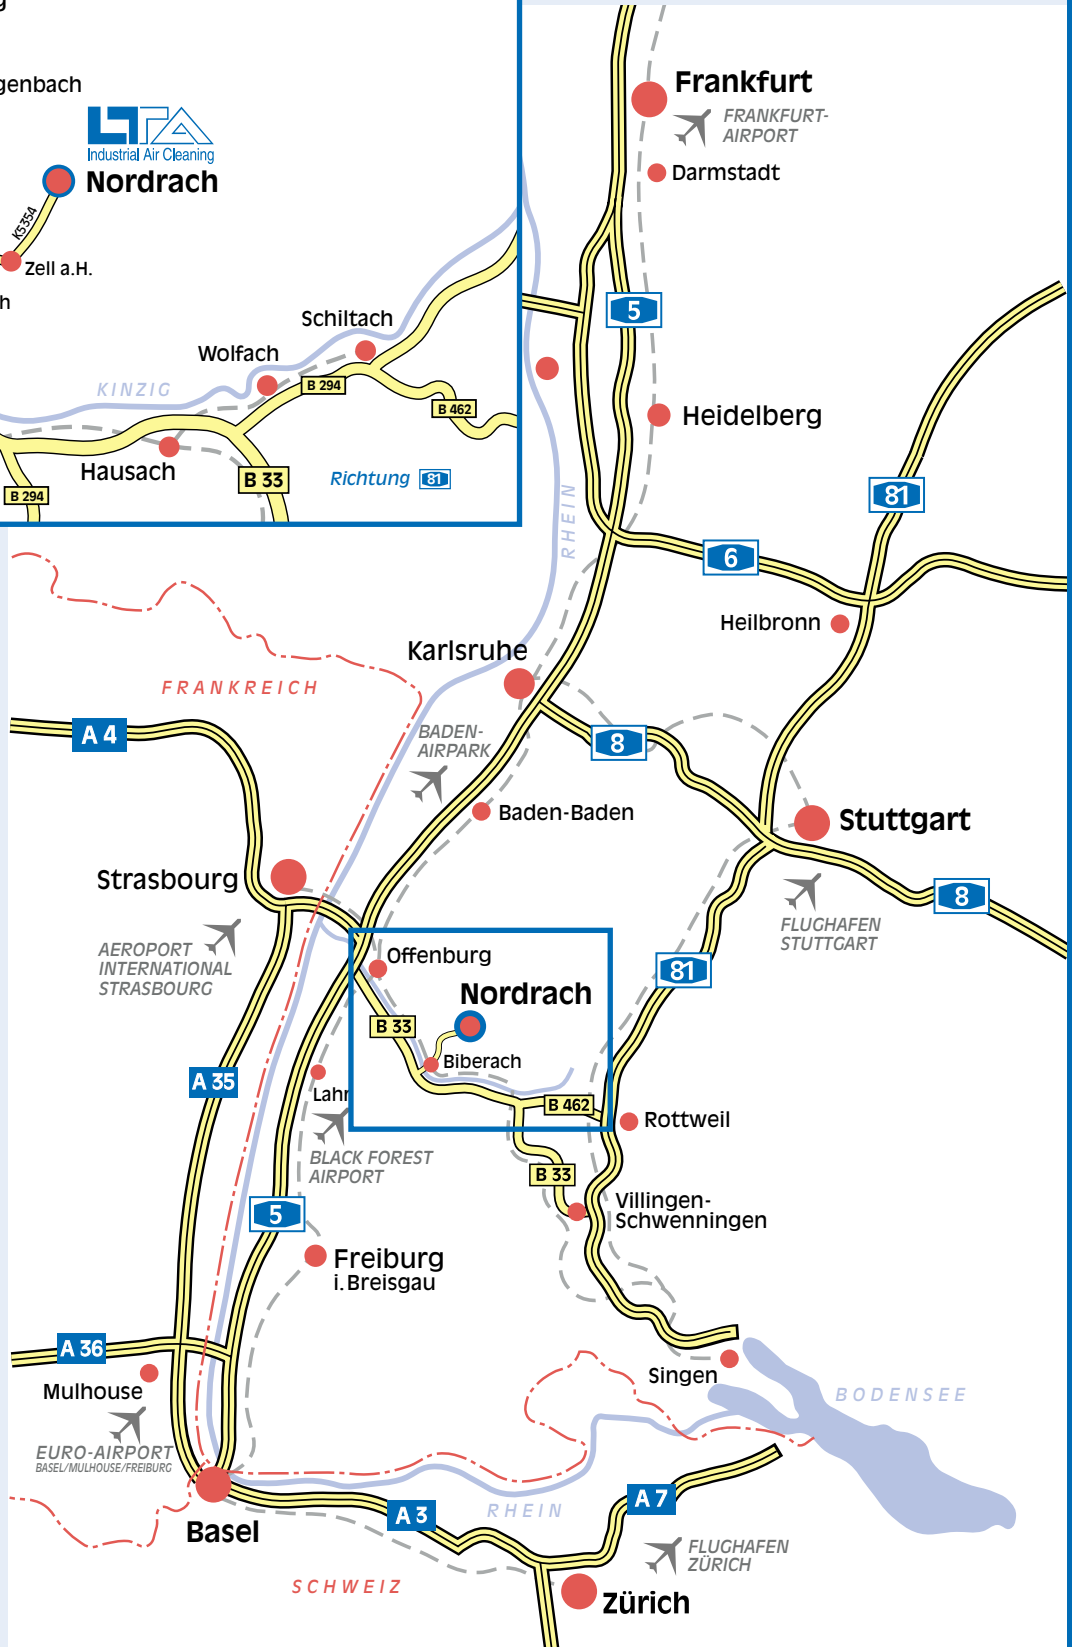 genbach
LTA
Industrial Air Cleaning
Nordrach
K5354
Zell a.H.
h
Schiltach
Wolfach
KINZIG
B 294
B 462
Hausach
B 33
Richtung 81
B 294
Frankfurt
FRANKFURT-
AIRPORT
Darmstadt
5
Heidelberg
81
RHEIN
6
Heilbronn
Karlsruhe
FRANKREICH
A 4
BADEN-
AIRPARK
8
Baden-Baden
Stuttgart
Strasbourg
8
FLUGHAFEN
STUTTGART
AEROPORT
INTERNATIONAL
STRASBOURG
Offenburg
81
Nordrach
B 33
Biberach
A 35
Lahr
B 462
Rottweil
BLACK FOREST
AIRPORT
B 33
Villingen-
Schwenningen
5
Freiburg
i.Breisgau
A 36
Mulhouse
Singen
BODENSEE
EURO-AIRPORT
BASEL/MULHOUSE/FREIBURG
A 7
RHEIN
A 3
Basel
FLUGHAFEN
ZÜRICH
SCHWEIZ
Zürich